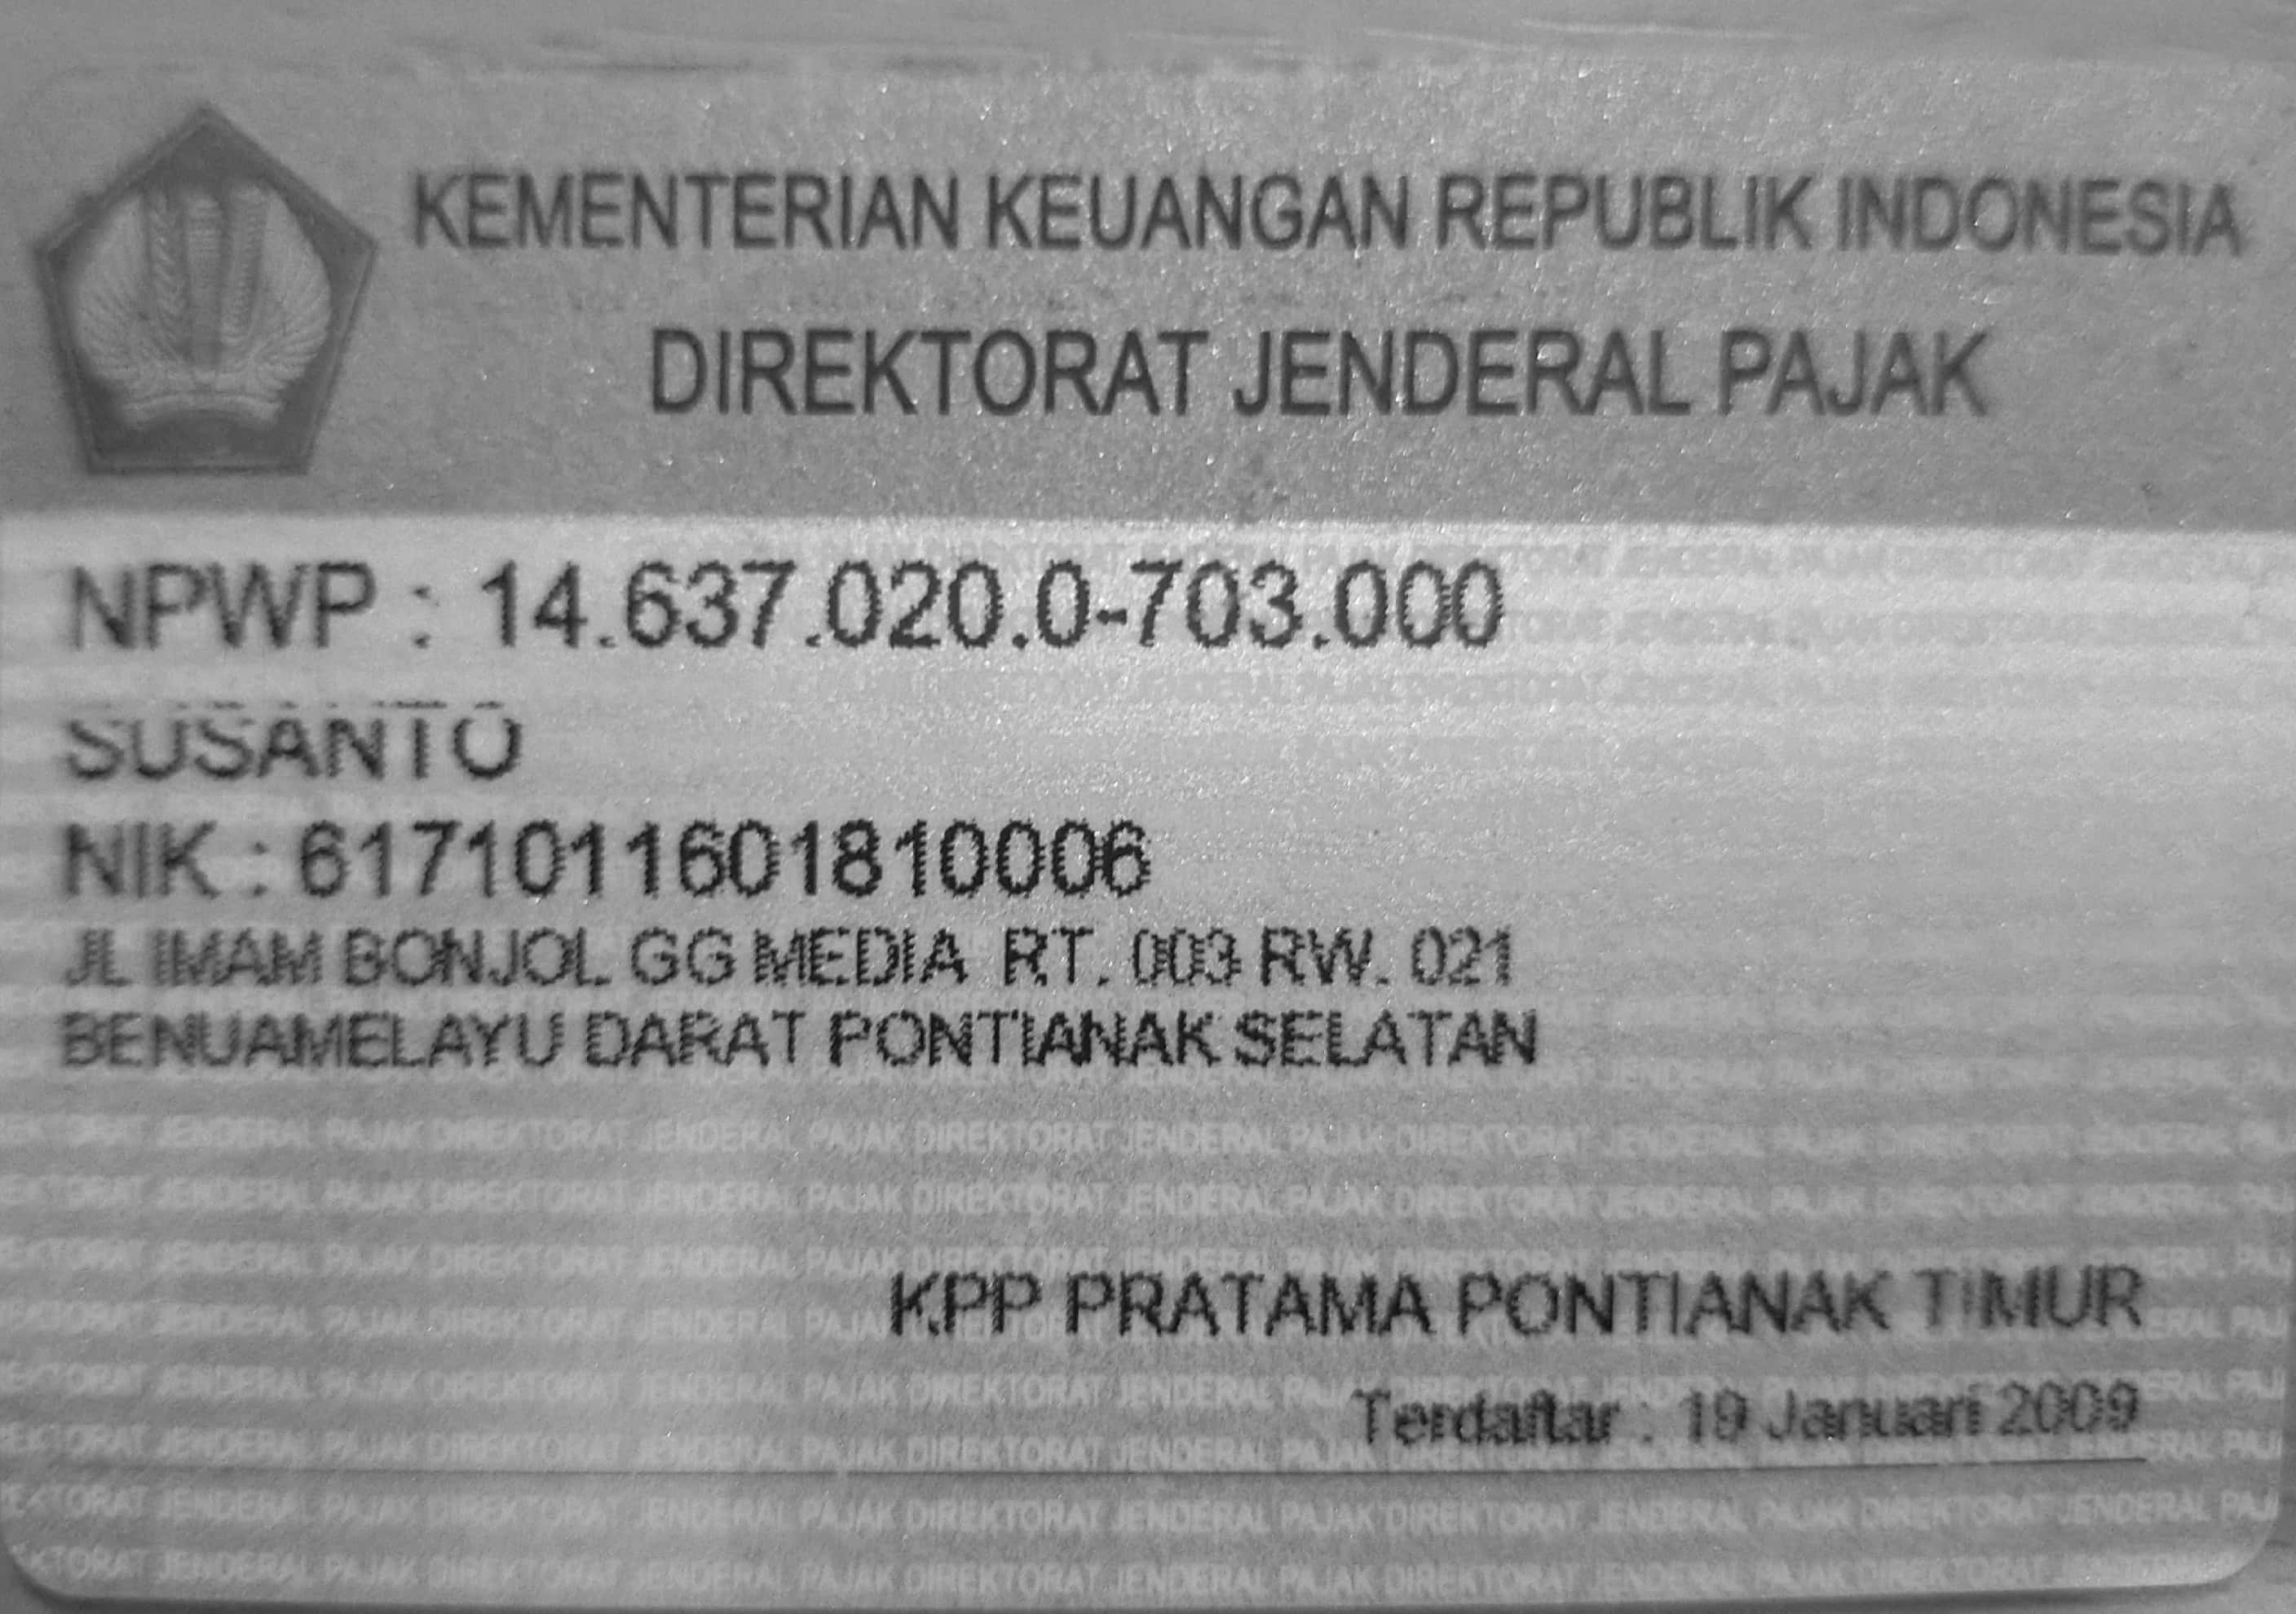 KEMENTERIAN KEUANGAN REPUBLIK INDONESIA
DIREKTORAT JENDERAL PAJAK
NPWP : 14.637.020.0-703.000
SUSANTO
NIK : 6171011601810006
JL IMAM BONJOL GG MEDIA RT. 003 RW. 021
BENUAMELAYU DARAT PONTIANAK SELATAN
KPP PRATAMA PONTIANAK TIMUR
Terdaftar : 19 Januari 2009